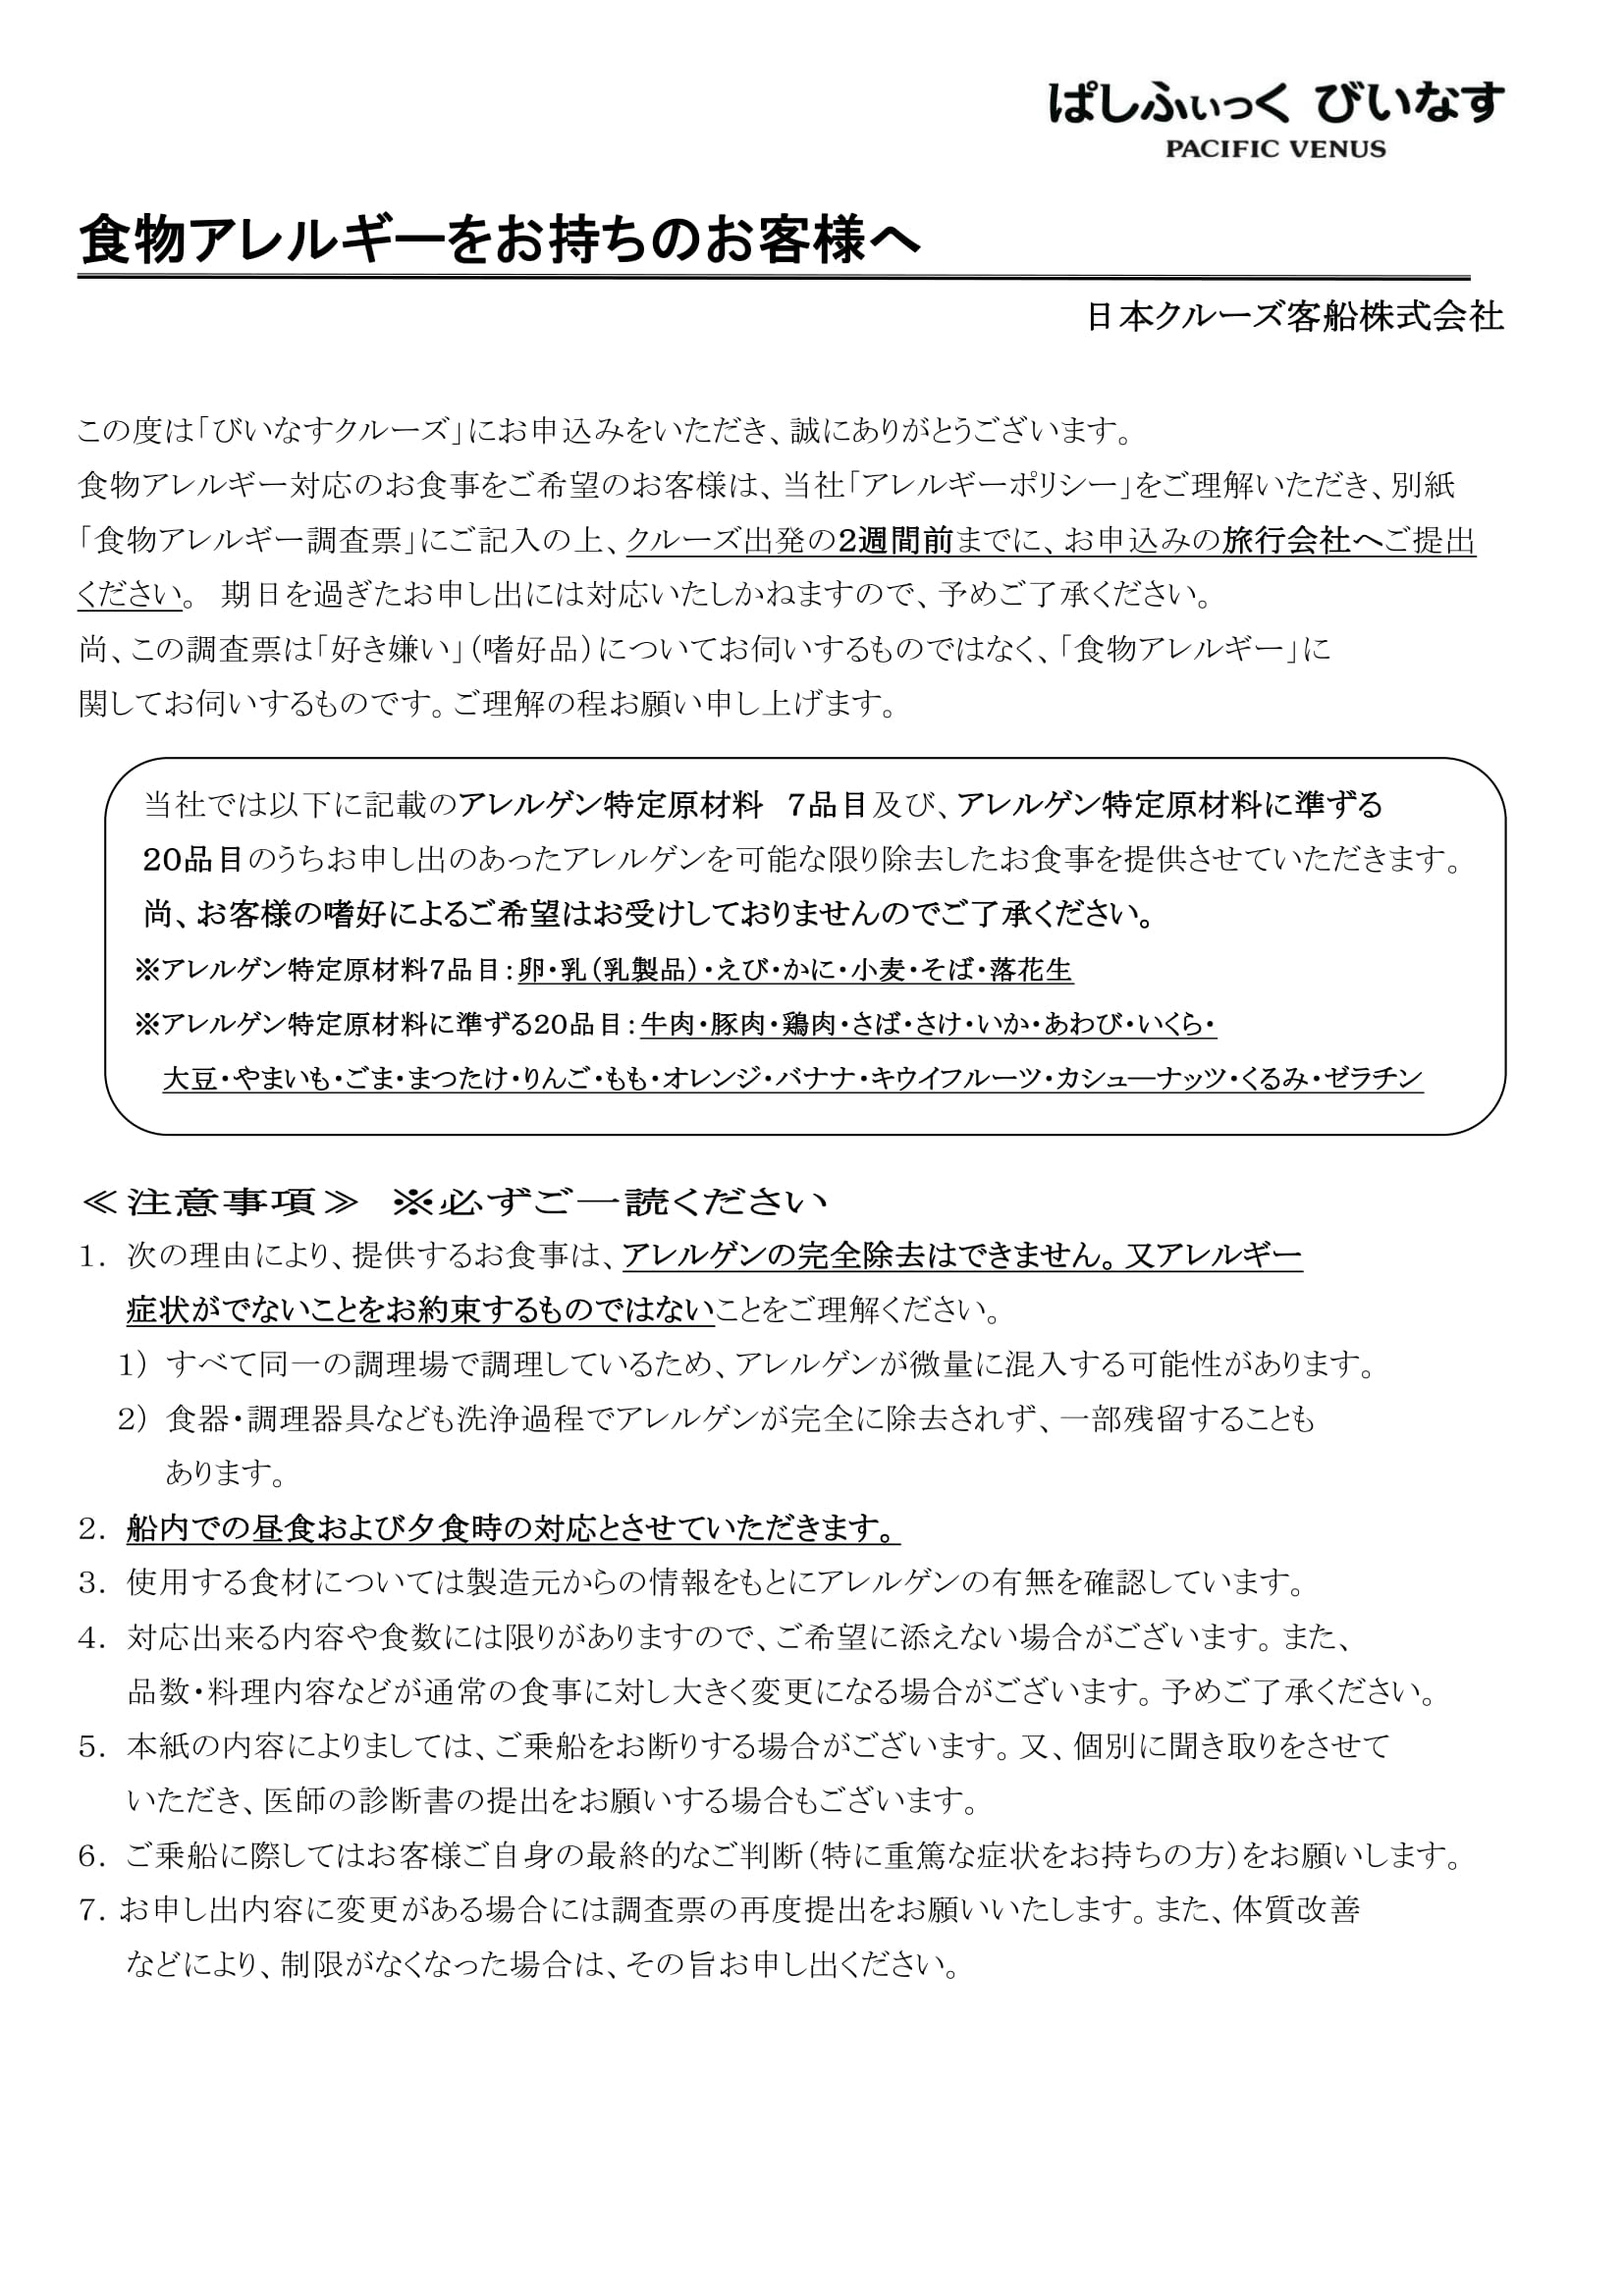 ぱしふぃっく びいなす
PACIFIC VENUS
食物アレルギーをお持ちのお客様へ
日本クルーズ客船株式会社
この度は「びいなすクルーズ」にお申込みをいただき、誠にありがとうございます。
食物アレルギー対応のお食事をご希望のお客様は、当社「アレルギーポリシー」をご理解いただき、別紙
「食物アレルギー調査票」にご記入の上、クルーズ出発の2週間前までに、お申込みの旅行会社へご提出
ください。 期日を過ぎたお申し出には対応いたしかねますので、予めご了承ください。
尚、この調査票は「好き嫌い」（嗜好品）についてお伺いするものではなく、「食物アレルギー」に
関してお伺いするものです。ご理解の程お願い申し上げます。
当社では以下に記載のアレルゲン特定原材料　7品目及び、アレルゲン特定原材料に準ずる
20品目のうちお申し出のあったアレルゲンを可能な限り除去したお食事を提供させていただきます。
尚、お客様の嗜好によるご希望はお受けしておりませんのでご了承ください。
※アレルゲン特定原材料7品目：卵・乳（乳製品）・えび・かに・小麦・そば・落花生
※アレルゲン特定原材料に準ずる20品目：牛肉・豚肉・鶏肉・さば・さけ・いか・あわび・いくら・
大豆・やまいも・ごま・まつたけ・りんご・もも・オレンジ・バナナ・キウイフルーツ・カシューナッツ・くるみ・ゼラチン
≪注意事項≫　※必ずご一読ください
1. 次の理由により、提供するお食事は、アレルゲンの完全除去はできません。又アレルギー
症状がでないことをお約束するものではないことをご理解ください。
1) すべて同一の調理場で調理しているため、アレルゲンが微量に混入する可能性があります。
2) 食器・調理器具なども洗浄過程でアレルゲンが完全に除去されず、一部残留することも
あります。
2. 船内での昼食および夕食時の対応とさせていただきます。
3. 使用する食材については製造元からの情報をもとにアレルゲンの有無を確認しています。
4. 対応出来る内容や食数には限りがありますので、ご希望に添えない場合がございます。また、
品数・料理内容などが通常の食事に対し大きく変更になる場合がございます。予めご了承ください。
5. 本紙の内容によりましては、ご乗船をお断りする場合がございます。又、個別に聞き取りをさせて
いただき、医師の診断書の提出をお願いする場合もございます。
6. ご乗船に際してはお客様ご自身の最終的なご判断（特に重篤な症状をお持ちの方）をお願いします。
7. お申し出内容に変更がある場合には調査票の再度提出をお願いいたします。また、体質改善
などにより、制限がなくなった場合は、その旨お申し出ください。